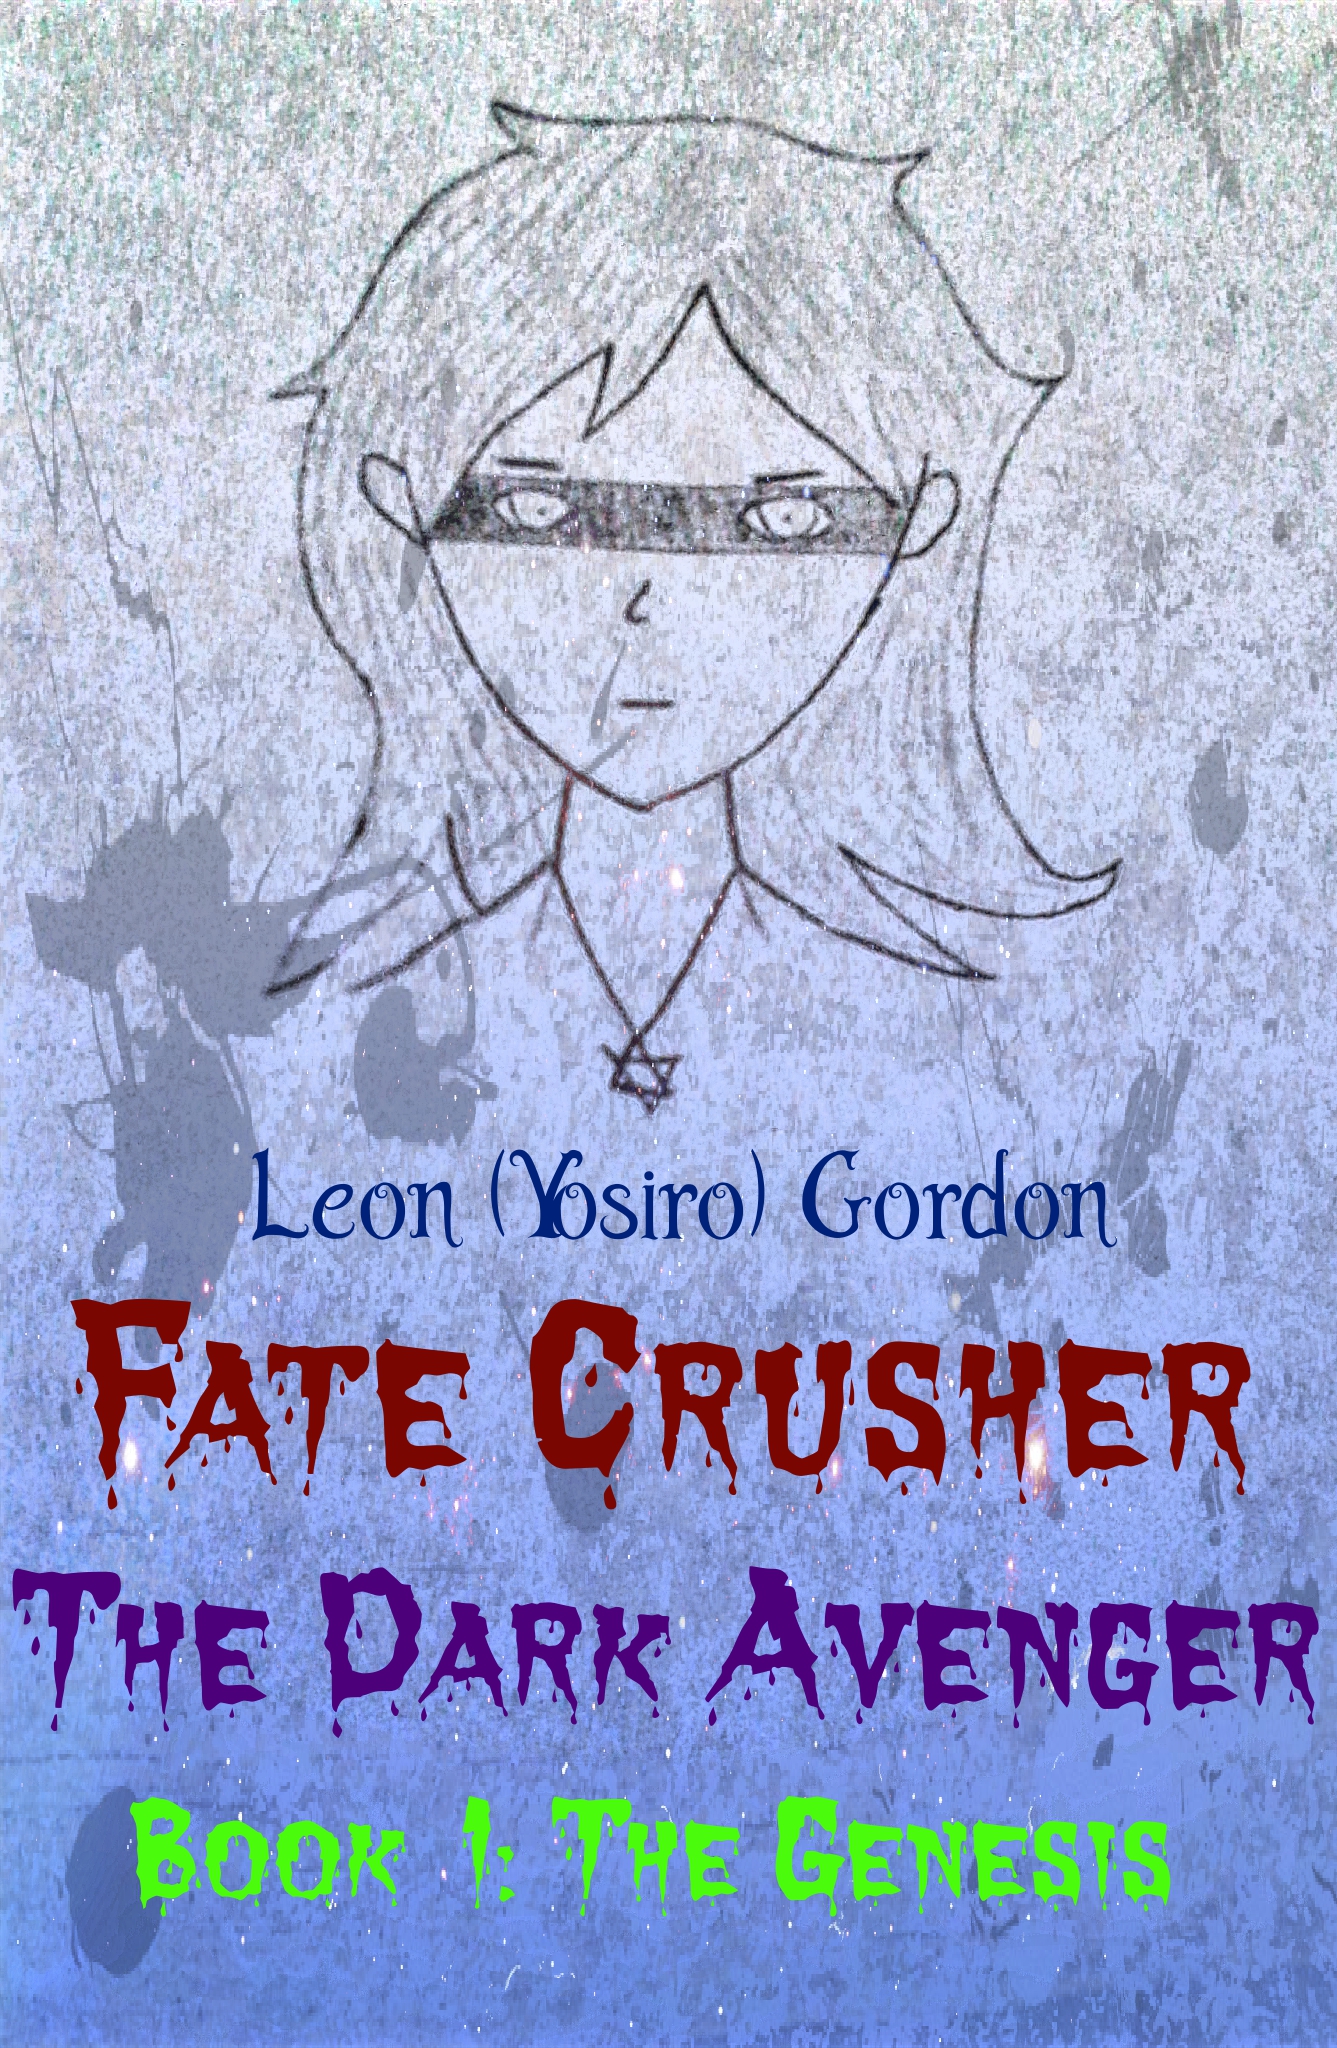 Leon (Yosiro) Gordon
Fate Crusher
The Dark Avenger
Book 1: The Genesis